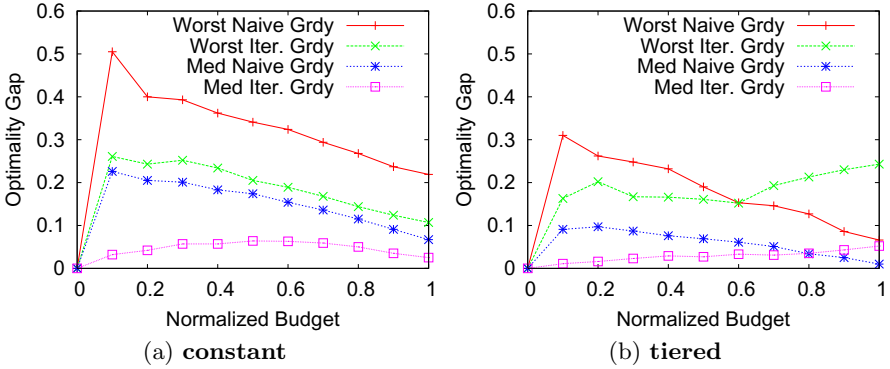 0.6
0.5
0.4
0.3
0.2
0.1
0
0 0.2 0.4 0.6 0.8 1
Optimality Gap
Normalized Budget
Worst Naive Grdy
Worst Iter. Grdy
Med Naive Grdy
Med Iter. Grdy
(a) constant
0.6
0.5
0.4
0.3
0.2
0.1
0
0 0.2 0.4 0.6 0.8 1
Optimality Gap
Normalized Budget
Worst Naive Grdy
Worst Iter. Grdy
Med Naive Grdy
Med Iter. Grdy
(b) tiered